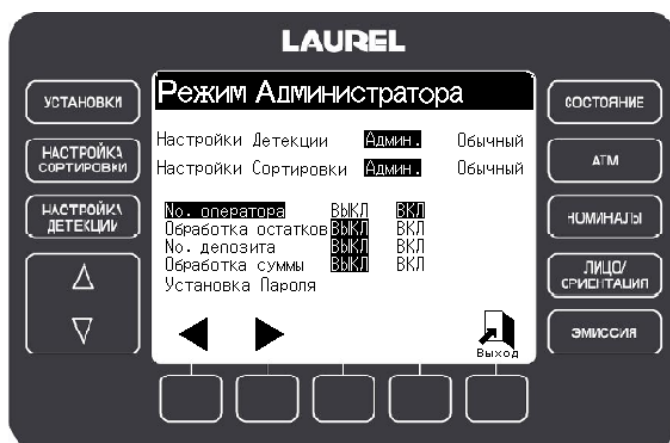 LAUREL
УСТАНОВКИ
НАСТРОЙКА
СОРТИРОВКИ
НАСТРОЙКА
ДЕТЕКЦИИ
Режим Администратора
Настройки Детекции Админ. Обычный
Настройки Сортировки Админ. Обычный
No. оператора ВЫКЛ ВКЛ
Обработка остатков ВЫКЛ ВКЛ
No. депозита ВЫКЛ ВКЛ
Обработка суммы ВЫКЛ ВКЛ
Установка Пароля
Выход
СОСТОЯНИЕ
ATM
НОМИНАЛЫ
ЛИЦО/
ОРИЕНТАЦИЯ
ЭМИССИЯ